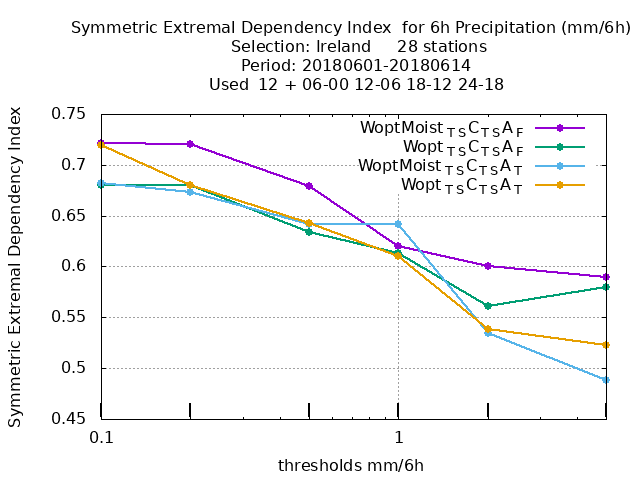 Symmetric Extremal Dependency Index  for 6h Precipitation (mm/6h)
Selection: Ireland     28 stations
Period: 20180601-20180614
Used  12 + 06-00 12-06 18-12 24-18
Symmetric Extremal Dependency Index
0.75
0.7
0.65
0.6
0.55
0.5
0.45
WoptMoist TS C TS A F
Wopt TS C TS A F
WoptMoist TS C TS A T
Wopt TS C TS A T
0.1
1
thresholds mm/6h